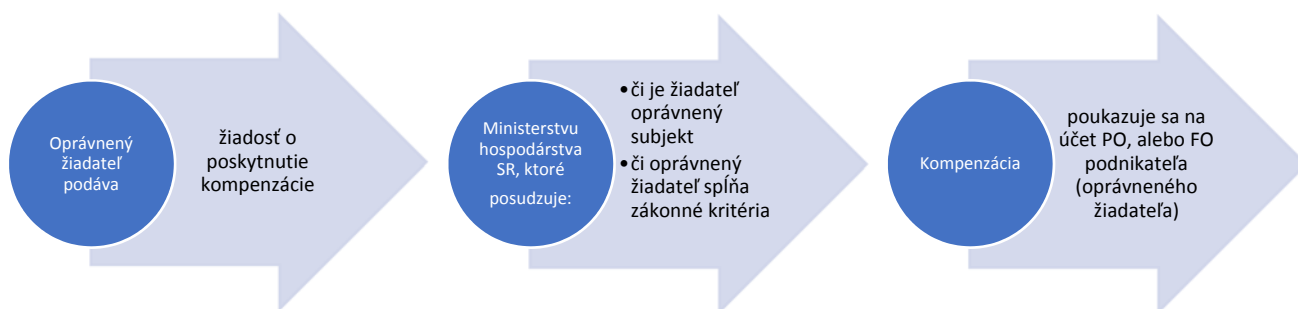 Oprávnený
žiadateľ
podáva
žiadosť o
poskytnutie
kompenzácie
Ministerstvu
hospodárstva
SR, ktoré
posudzuje:
•či je žiadateľ
oprávnený
subjekt
•či oprávnený
žiadateľ spĺňa
zákonné kritéria
Kompenzácia
poukazuje sa na
účet PO, alebo FO
podnikateľa
(oprávneného
žiadateľa)